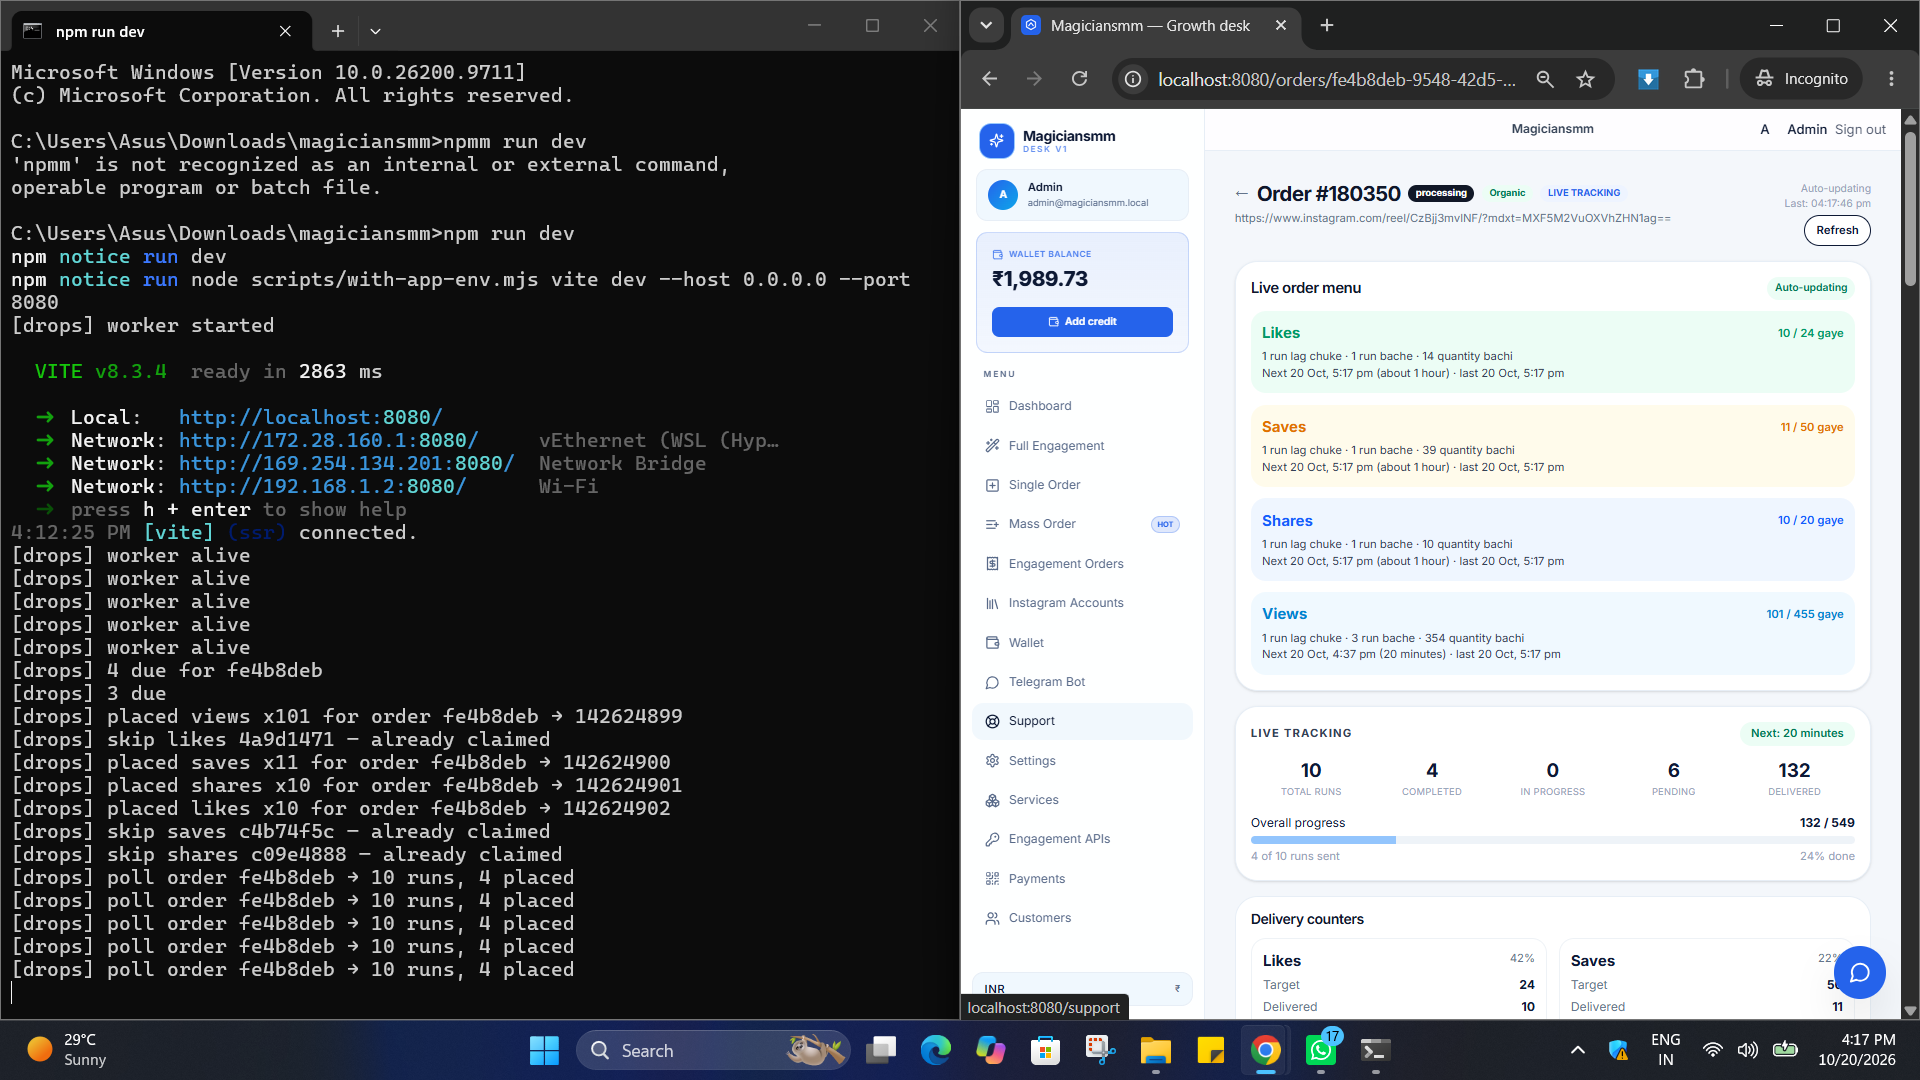 npm run dev
Microsoft Windows [Version 10.0.26200.9711]
(c) Microsoft Corporation. All rights reserved.
C:\Users\Asus\Downloads\magiciansmm>npmm run dev
'npmm' is not recognized as an internal or external command,
operable program or batch file.
C:\Users\Asus\Downloads\magiciansmm>npm run dev
npm notice run dev
npm notice run node scripts/with-app-env.mjs vite dev --host 0.0.0.0 --port
8080
[drops] worker started
VITE v8.3.4 ready in 2863 ms
➜ Local: http://localhost:8080/
➜ Network: http://172.28.160.1:8080/ vEthernet (WSL (Hyp…
➜ Network: http://169.254.134.201:8080/ Network Bridge
➜ Network: http://192.168.1.2:8080/ Wi-Fi
➜ press h + enter to show help
4:12:25 PM [vite] (ssr) connected.
[drops] worker alive
[drops] worker alive
[drops] worker alive
[drops] worker alive
[drops] worker alive
[drops] 4 due for fe4b8deb
[drops] 3 due
[drops] placed views x101 for order fe4b8deb → 142624899
[drops] skip likes 4a9d1471 — already claimed
[drops] placed saves x11 for order fe4b8deb → 142624900
[drops] placed shares x10 for order fe4b8deb → 142624901
[drops] placed likes x10 for order fe4b8deb → 142624902
[drops] skip saves c4b74f5c — already claimed
[drops] skip shares c09e4888 — already claimed
[drops] poll order fe4b8deb → 10 runs, 4 placed
[drops] poll order fe4b8deb → 10 runs, 4 placed
[drops] poll order fe4b8deb → 10 runs, 4 placed
[drops] poll order fe4b8deb → 10 runs, 4 placed
[drops] poll order fe4b8deb → 10 runs, 4 placed
Magiciansmm — Growth desk
localhost:8080/orders/fe4b8deb-9548-42d5-...
Incognito
Magiciansmm
DESK V1
A
Admin
admin@magiciansmm.local
WALLET BALANCE
₹1,989.73
Add credit
MENU
Dashboard
Full Engagement
Single Order
Mass Order HOT
Engagement Orders
Instagram Accounts
Wallet
Telegram Bot
Support
Settings
Services
Engagement APIs
Payments
Customers
INR ₹
localhost:8080/support
Magiciansmm
A Admin Sign out
← Order #180350 processing Organic LIVE TRACKING
https://www.instagram.com/reel/CzBjj3mvlNF/?mdxt=MXF5M2VuOXVhZHN1ag==
Auto-updating
Last: 04:17:46 pm
Refresh
Live order menu Auto-updating
Likes 10 / 24 gaye
1 run lag chuke · 1 run bache · 14 quantity bachi
Next 20 Oct, 5:17 pm (about 1 hour) · last 20 Oct, 5:17 pm
Saves 11 / 50 gaye
1 run lag chuke · 1 run bache · 39 quantity bachi
Next 20 Oct, 5:17 pm (about 1 hour) · last 20 Oct, 5:17 pm
Shares 10 / 20 gaye
1 run lag chuke · 1 run bache · 10 quantity bachi
Next 20 Oct, 5:17 pm (about 1 hour) · last 20 Oct, 5:17 pm
Views 101 / 455 gaye
1 run lag chuke · 3 run bache · 354 quantity bachi
Next 20 Oct, 4:37 pm (20 minutes) · last 20 Oct, 5:17 pm
LIVE TRACKING Next: 20 minutes
10 4 0 6 132
TOTAL RUNS COMPLETED IN PROGRESS PENDING DELIVERED
Overall progress 132 / 549
4 of 10 runs sent 24% done
Delivery counters
Likes 42%
Target 24
Delivered 10
Saves 22%
Target
Delivered 11
29°C
Sunny
Search
17
ENG
IN
4:17 PM
10/20/2026